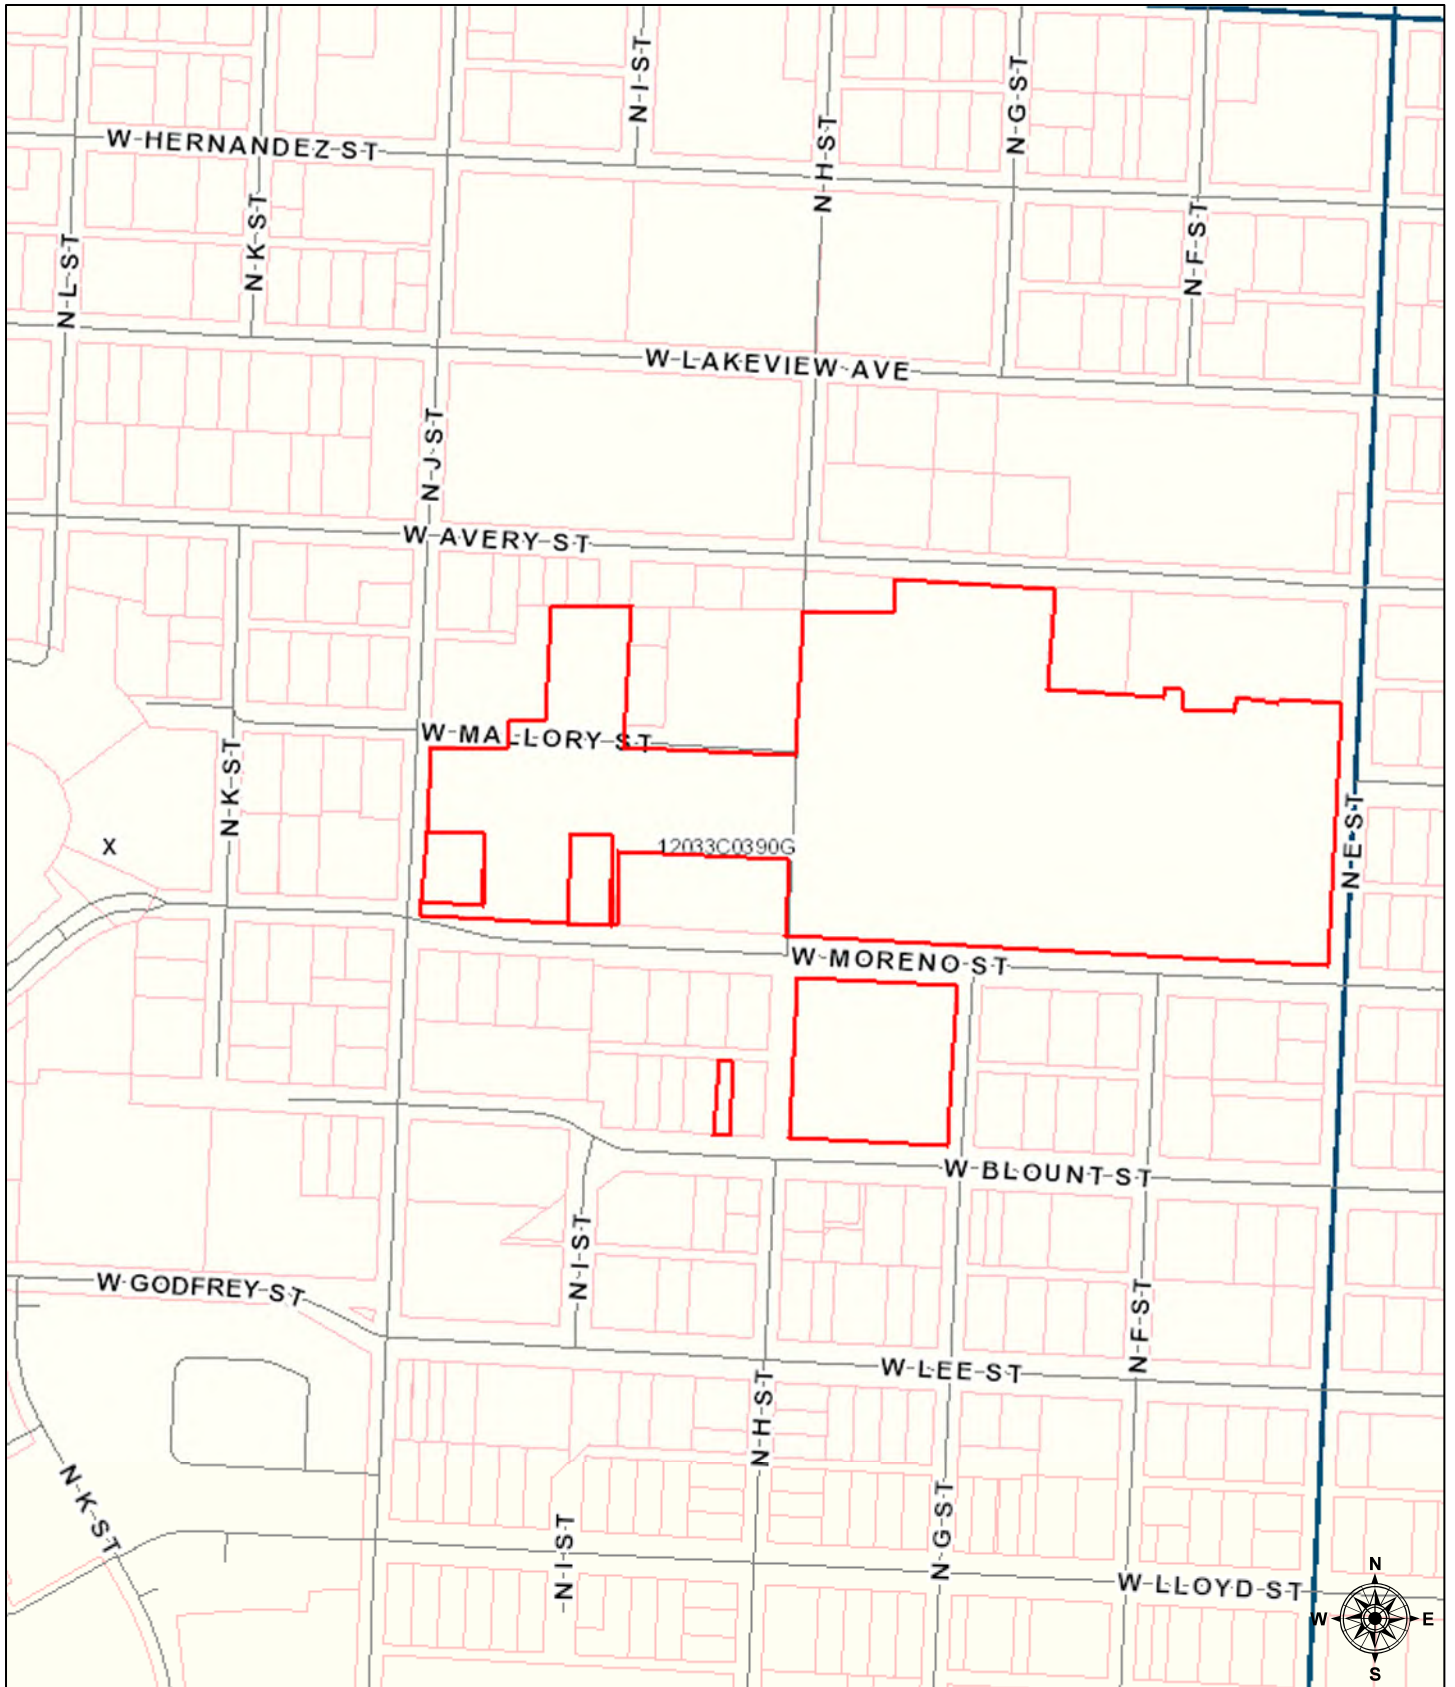 N I ST
N G ST
W HERNANDEZ ST
N H ST
N K ST
N F ST
N L ST
W LAKEVIEW AVE
N J ST
W AVERY ST
W MALLORY ST
N K ST
N E ST
X
12033C0390G
W MORENO ST
W BLOUNT ST
N I ST
W GODFREY ST
N F ST
W LEE ST
N H ST
N K ST
N G ST
N I ST
W LLOYD ST
N
W E
S